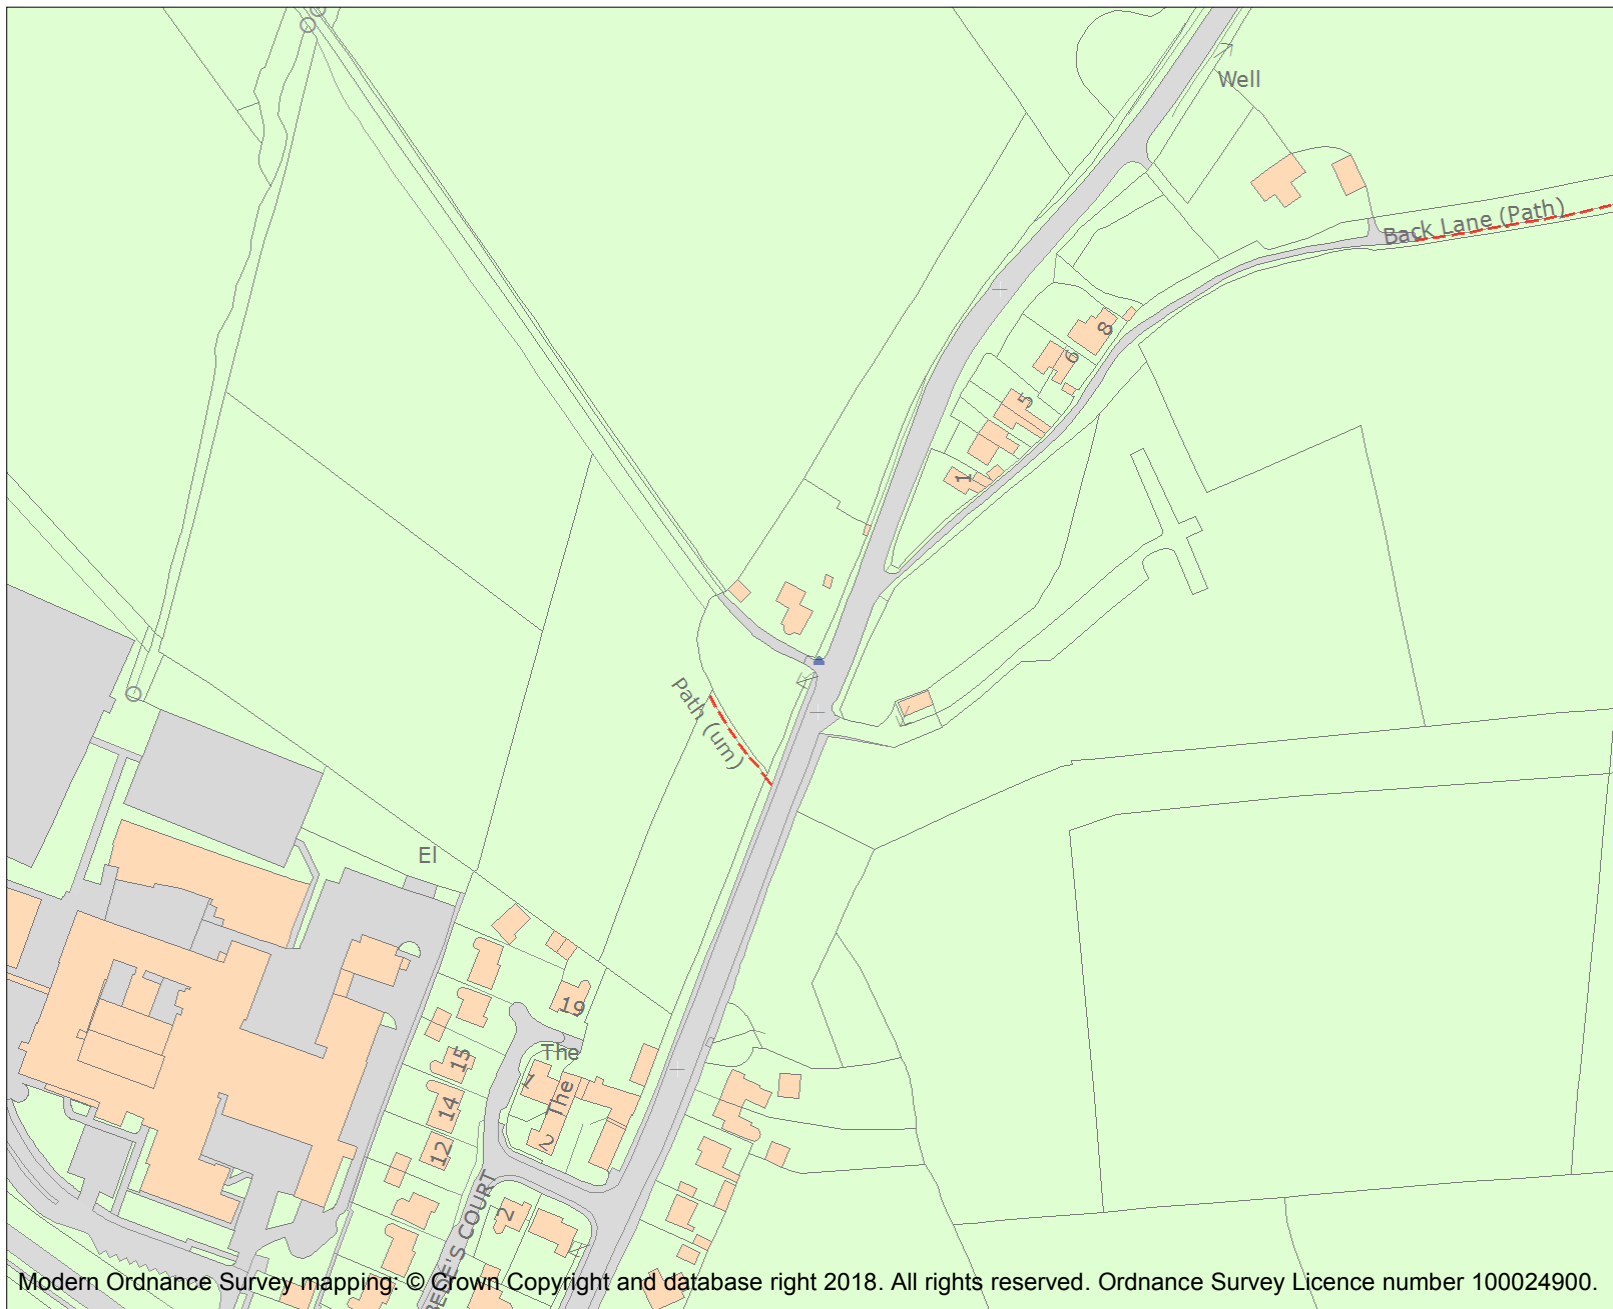 Well
Back Lane (Path)
8
6
5
1
Path (um)
El
19
The
15
1
The
14
2
12
2
BEDE'S COURT
Modern Ordnance Survey mapping: © Crown Copyright and database right 2018. All rights reserved. Ordnance Survey Licence number 100024900.